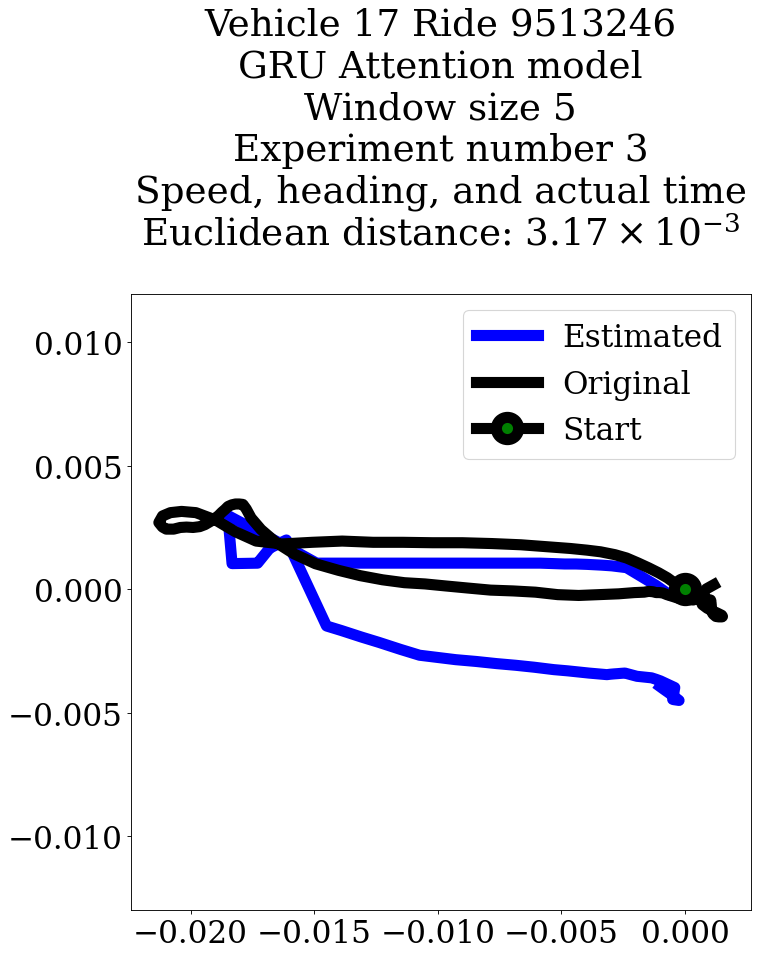 Vehicle 17 Ride 9513246
GRU Attention model
Window size 5
Experiment number 3
Speed, heading, and actual time
Euclidean distance: 3.17 × 10⁻³
Estimated
Original
Start
0.010
0.005
0.000
−0.005
−0.010
−0.020 −0.015 −0.010 −0.005 0.000